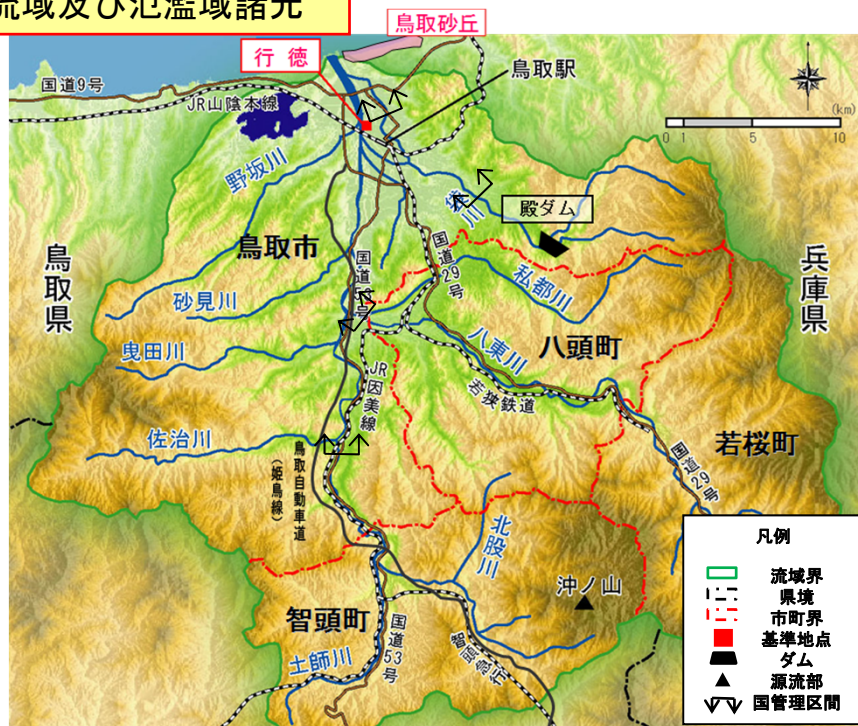 流域及び氾濫域諸元
鳥取砂丘
行徳
鳥取駅
国道9号
JR山陰本線
(km)
0 1 5 10
野坂川
袋川
殿ダム
鳥取市
国道29号
鳥取県
兵庫県
国道53号
私都川
砂見川
八東川
八頭町
曳田川
JR因美線
若狭鉄道
佐治川
若桜町
国道29号
鳥取自動車道
(姫鳥線)
北股川
沖ノ山
智頭町
国道53号
智頭急行
土師川
凡例
流域界
県境
市町界
基準地点
ダム
源流部
国管理区間